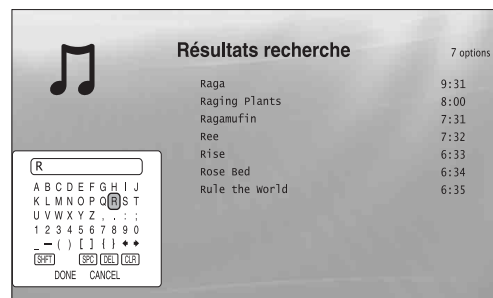 Résultats recherche 7 options
Raga 9:31
Raging Plants 8:00
Ragamufin 7:31
Ree 7:32
Rise 6:33
Rose Bed 6:34
Rule the World 6:35
R
A B C D E F G H I J
K L M N O P Q R S T
U V W X Y Z , . : ;
1 2 3 4 5 6 7 8 9 0
_ – ( ) [ ] { }
SHFT SPC DEL CLR
DONE CANCEL